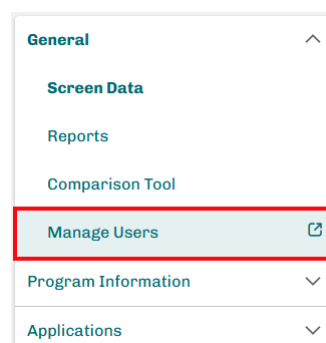 General
Screen Data
Reports
Comparison Tool
Manage Users
Program Information
Applications